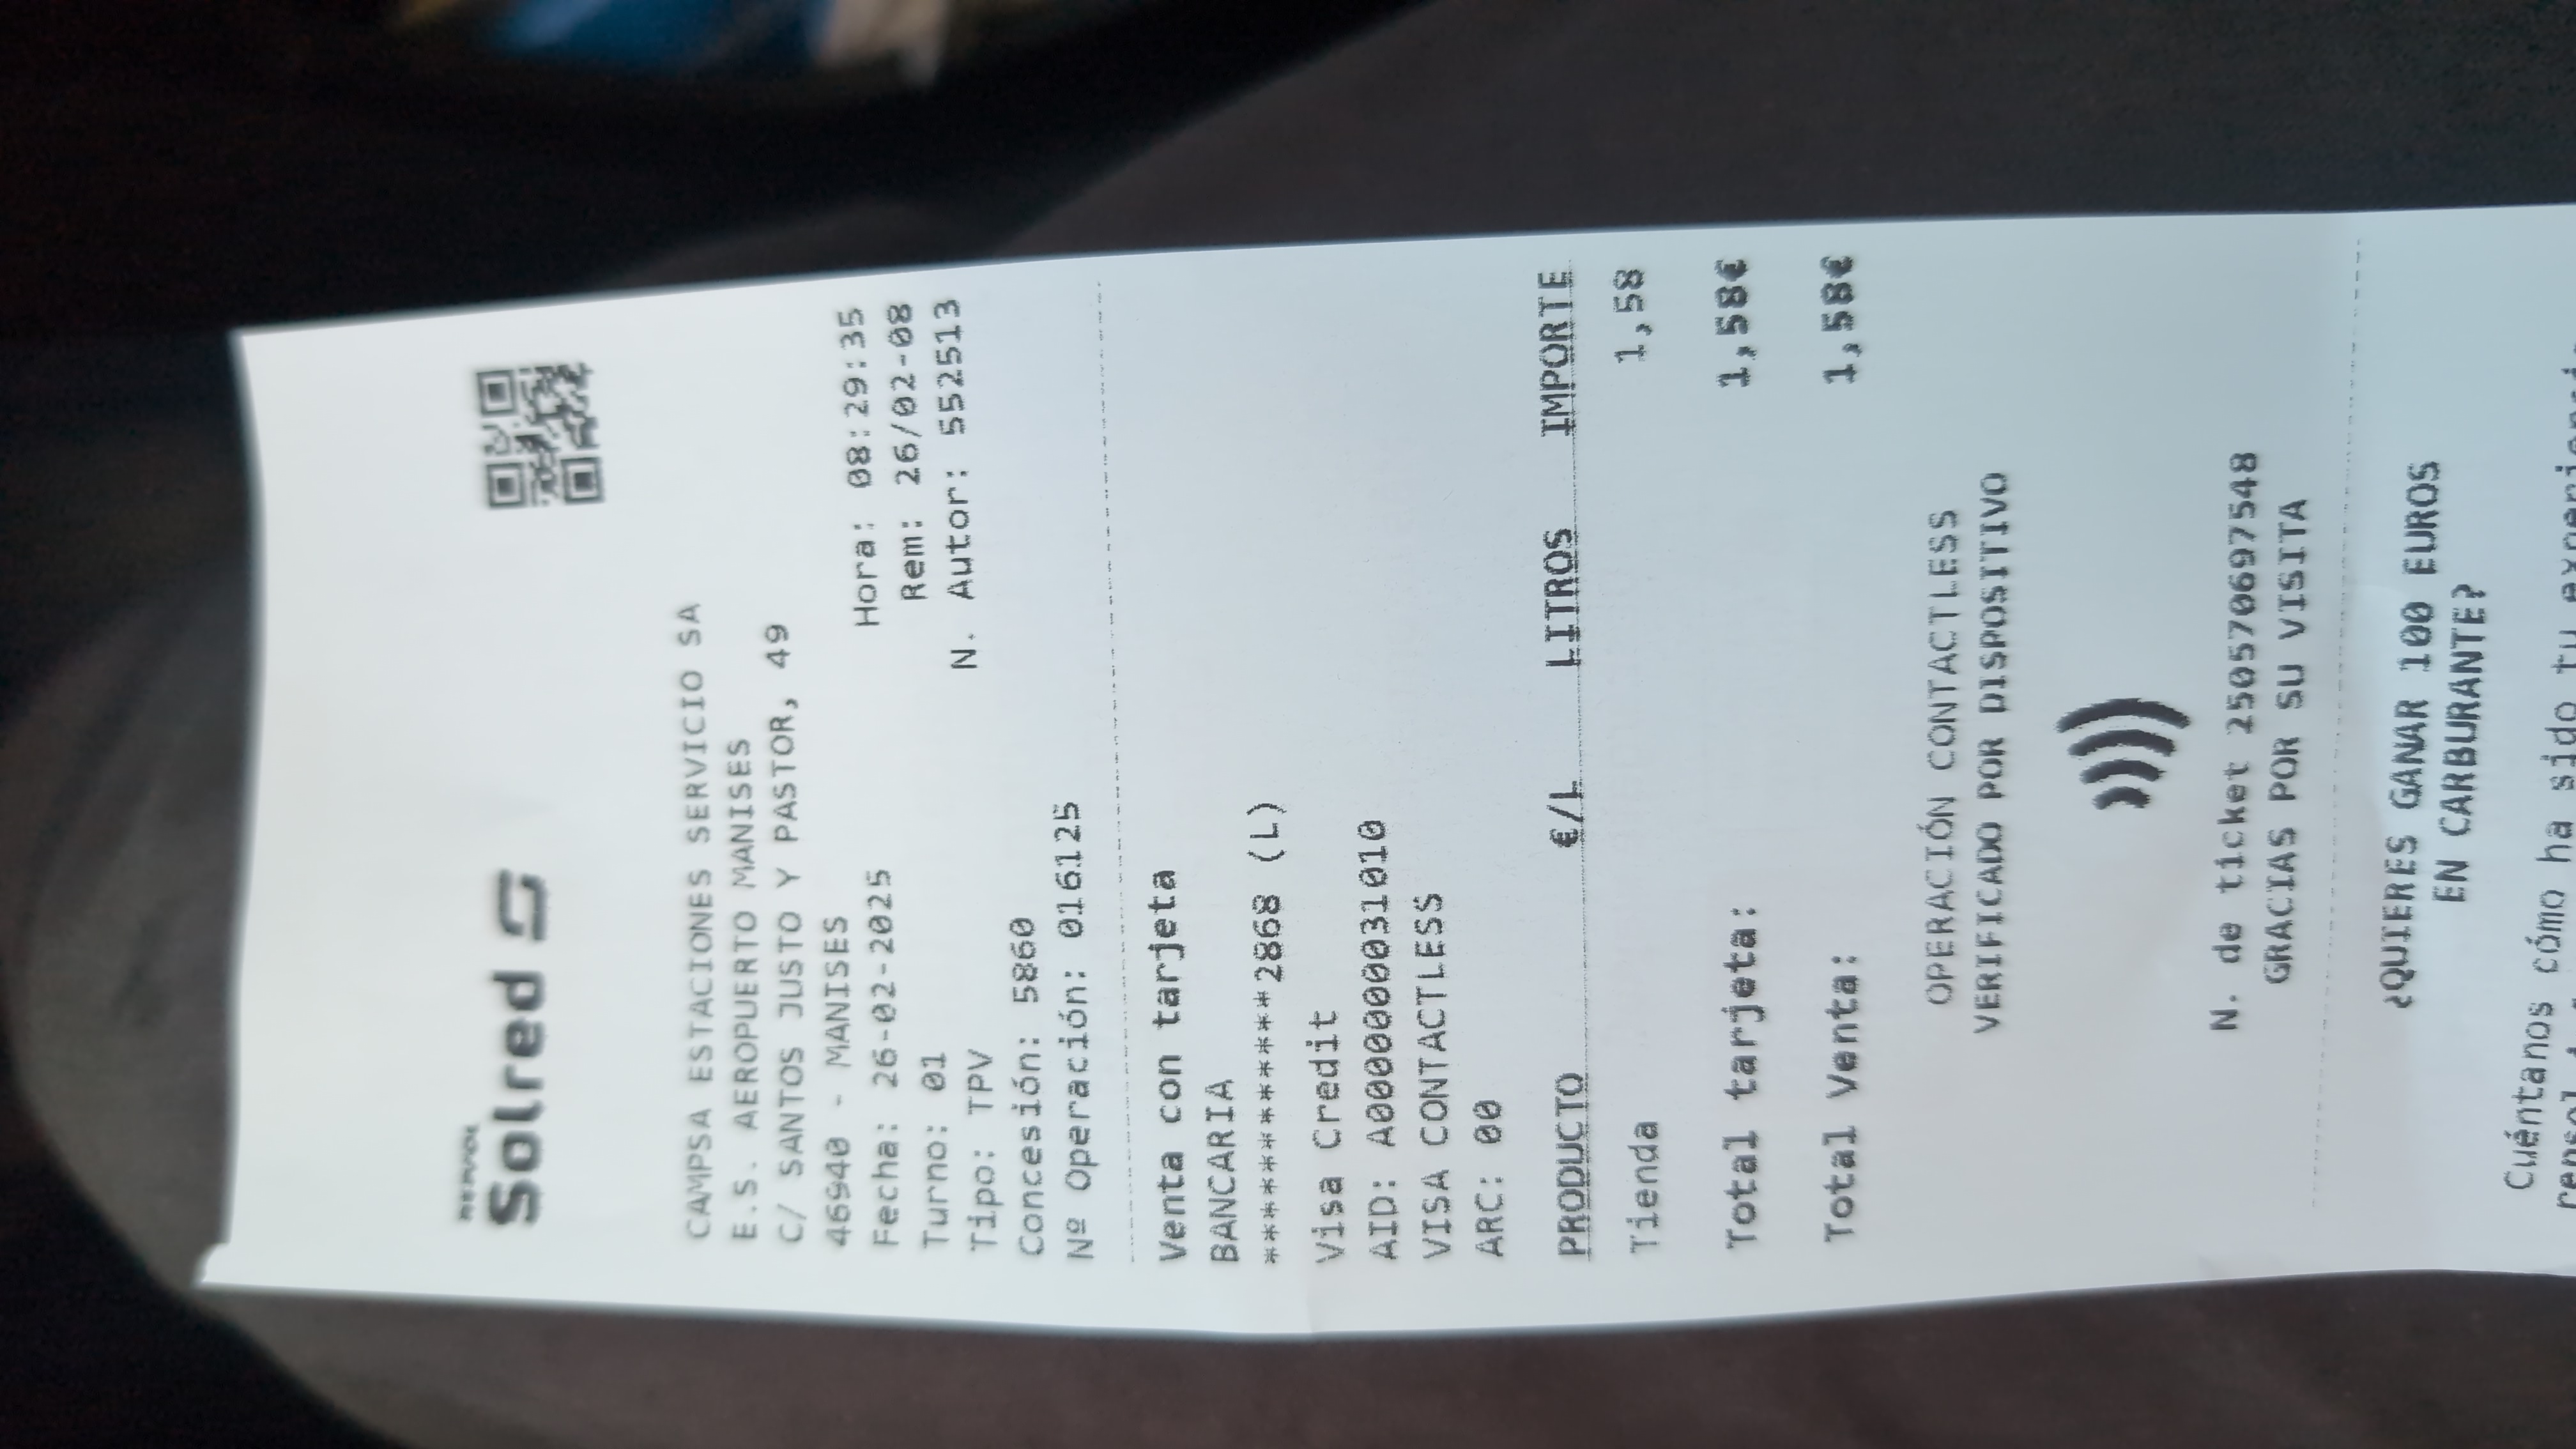 REPSOL
Solred
CAMPSA ESTACIONES SERVICIO SA
E.S. AEROPUERTO MANISES
C/ SANTOS JUSTO Y PASTOR, 49
46940 - MANISES
Fecha: 26-02-2025 Hora: 08:29:35
Turno: 01 Rem: 26/02-08
Tipo: TPV N. Autor: 552513
Concesión: 5860
Nº Operación: 016125
Venta con tarjeta
BANCARIA
************2868 (L)
Visa Credit
AID: A0000000031010
VISA CONTACTLESS
ARC: 00
PRODUCTO €/L LITROS IMPORTE
Tienda 1,58
Total tarjeta: 1,58€
Total Venta: 1,58€
OPERACIÓN CONTACTLESS
VERIFICADO POR DISPOSITIVO
N. de ticket 250570697548
GRACIAS POR SU VISITA
¿QUIERES GANAR 100 EUROS
EN CARBURANTE?
Cuéntanos cómo ha sido tu